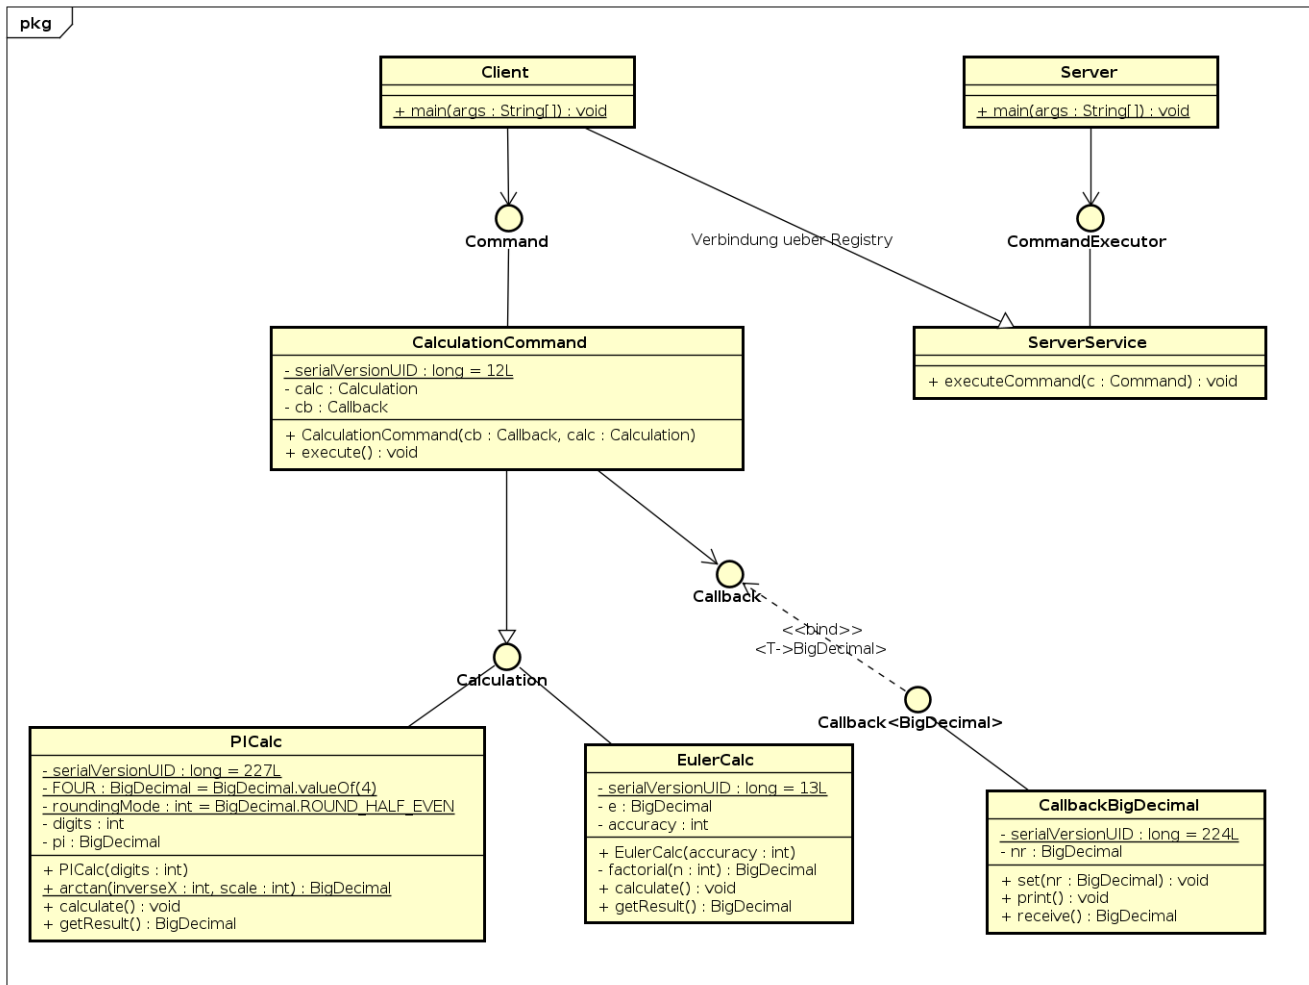 pkg
Client
+ main(args : String[]) : void
Server
+ main(args : String[]) : void
Command
Verbindung ueber Registry
CommandExecutor
CalculationCommand
- serialVersionUID : long = 12L
- calc : Calculation
- cb : Callback
+ CalculationCommand(cb : Callback, calc : Calculation)
+ execute() : void
ServerService
+ executeCommand(c : Command) : void
Callback
<<bind>>
<T->BigDecimal>
Calculation
Callback<BigDecimal>
PICalc
- serialVersionUID : long = 227L
- FOUR : BigDecimal = BigDecimal.valueOf(4)
- roundingMode : int = BigDecimal.ROUND_HALF_EVEN
- digits : int
- pi : BigDecimal
+ PICalc(digits : int)
+ arctan(inverseX : int, scale : int) : BigDecimal
+ calculate() : void
+ getResult() : BigDecimal
EulerCalc
- serialVersionUID : long = 13L
- e : BigDecimal
- accuracy : int
+ EulerCalc(accuracy : int)
- factorial(n : int) : BigDecimal
+ calculate() : void
+ getResult() : BigDecimal
CallbackBigDecimal
- serialVersionUID : long = 224L
- nr : BigDecimal
+ set(nr : BigDecimal) : void
+ print() : void
+ receive() : BigDecimal